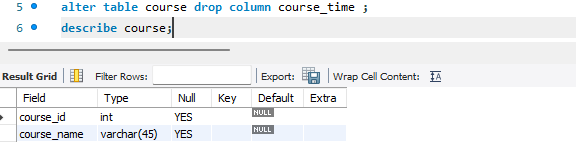 5 alter table course drop column course_time ;
6 describe course;
Result Grid Filter Rows: Export: Wrap Cell Content: IA
Field Type Null Key Default Extra
course_id int YES NULL
course_name varchar(45) YES NULL